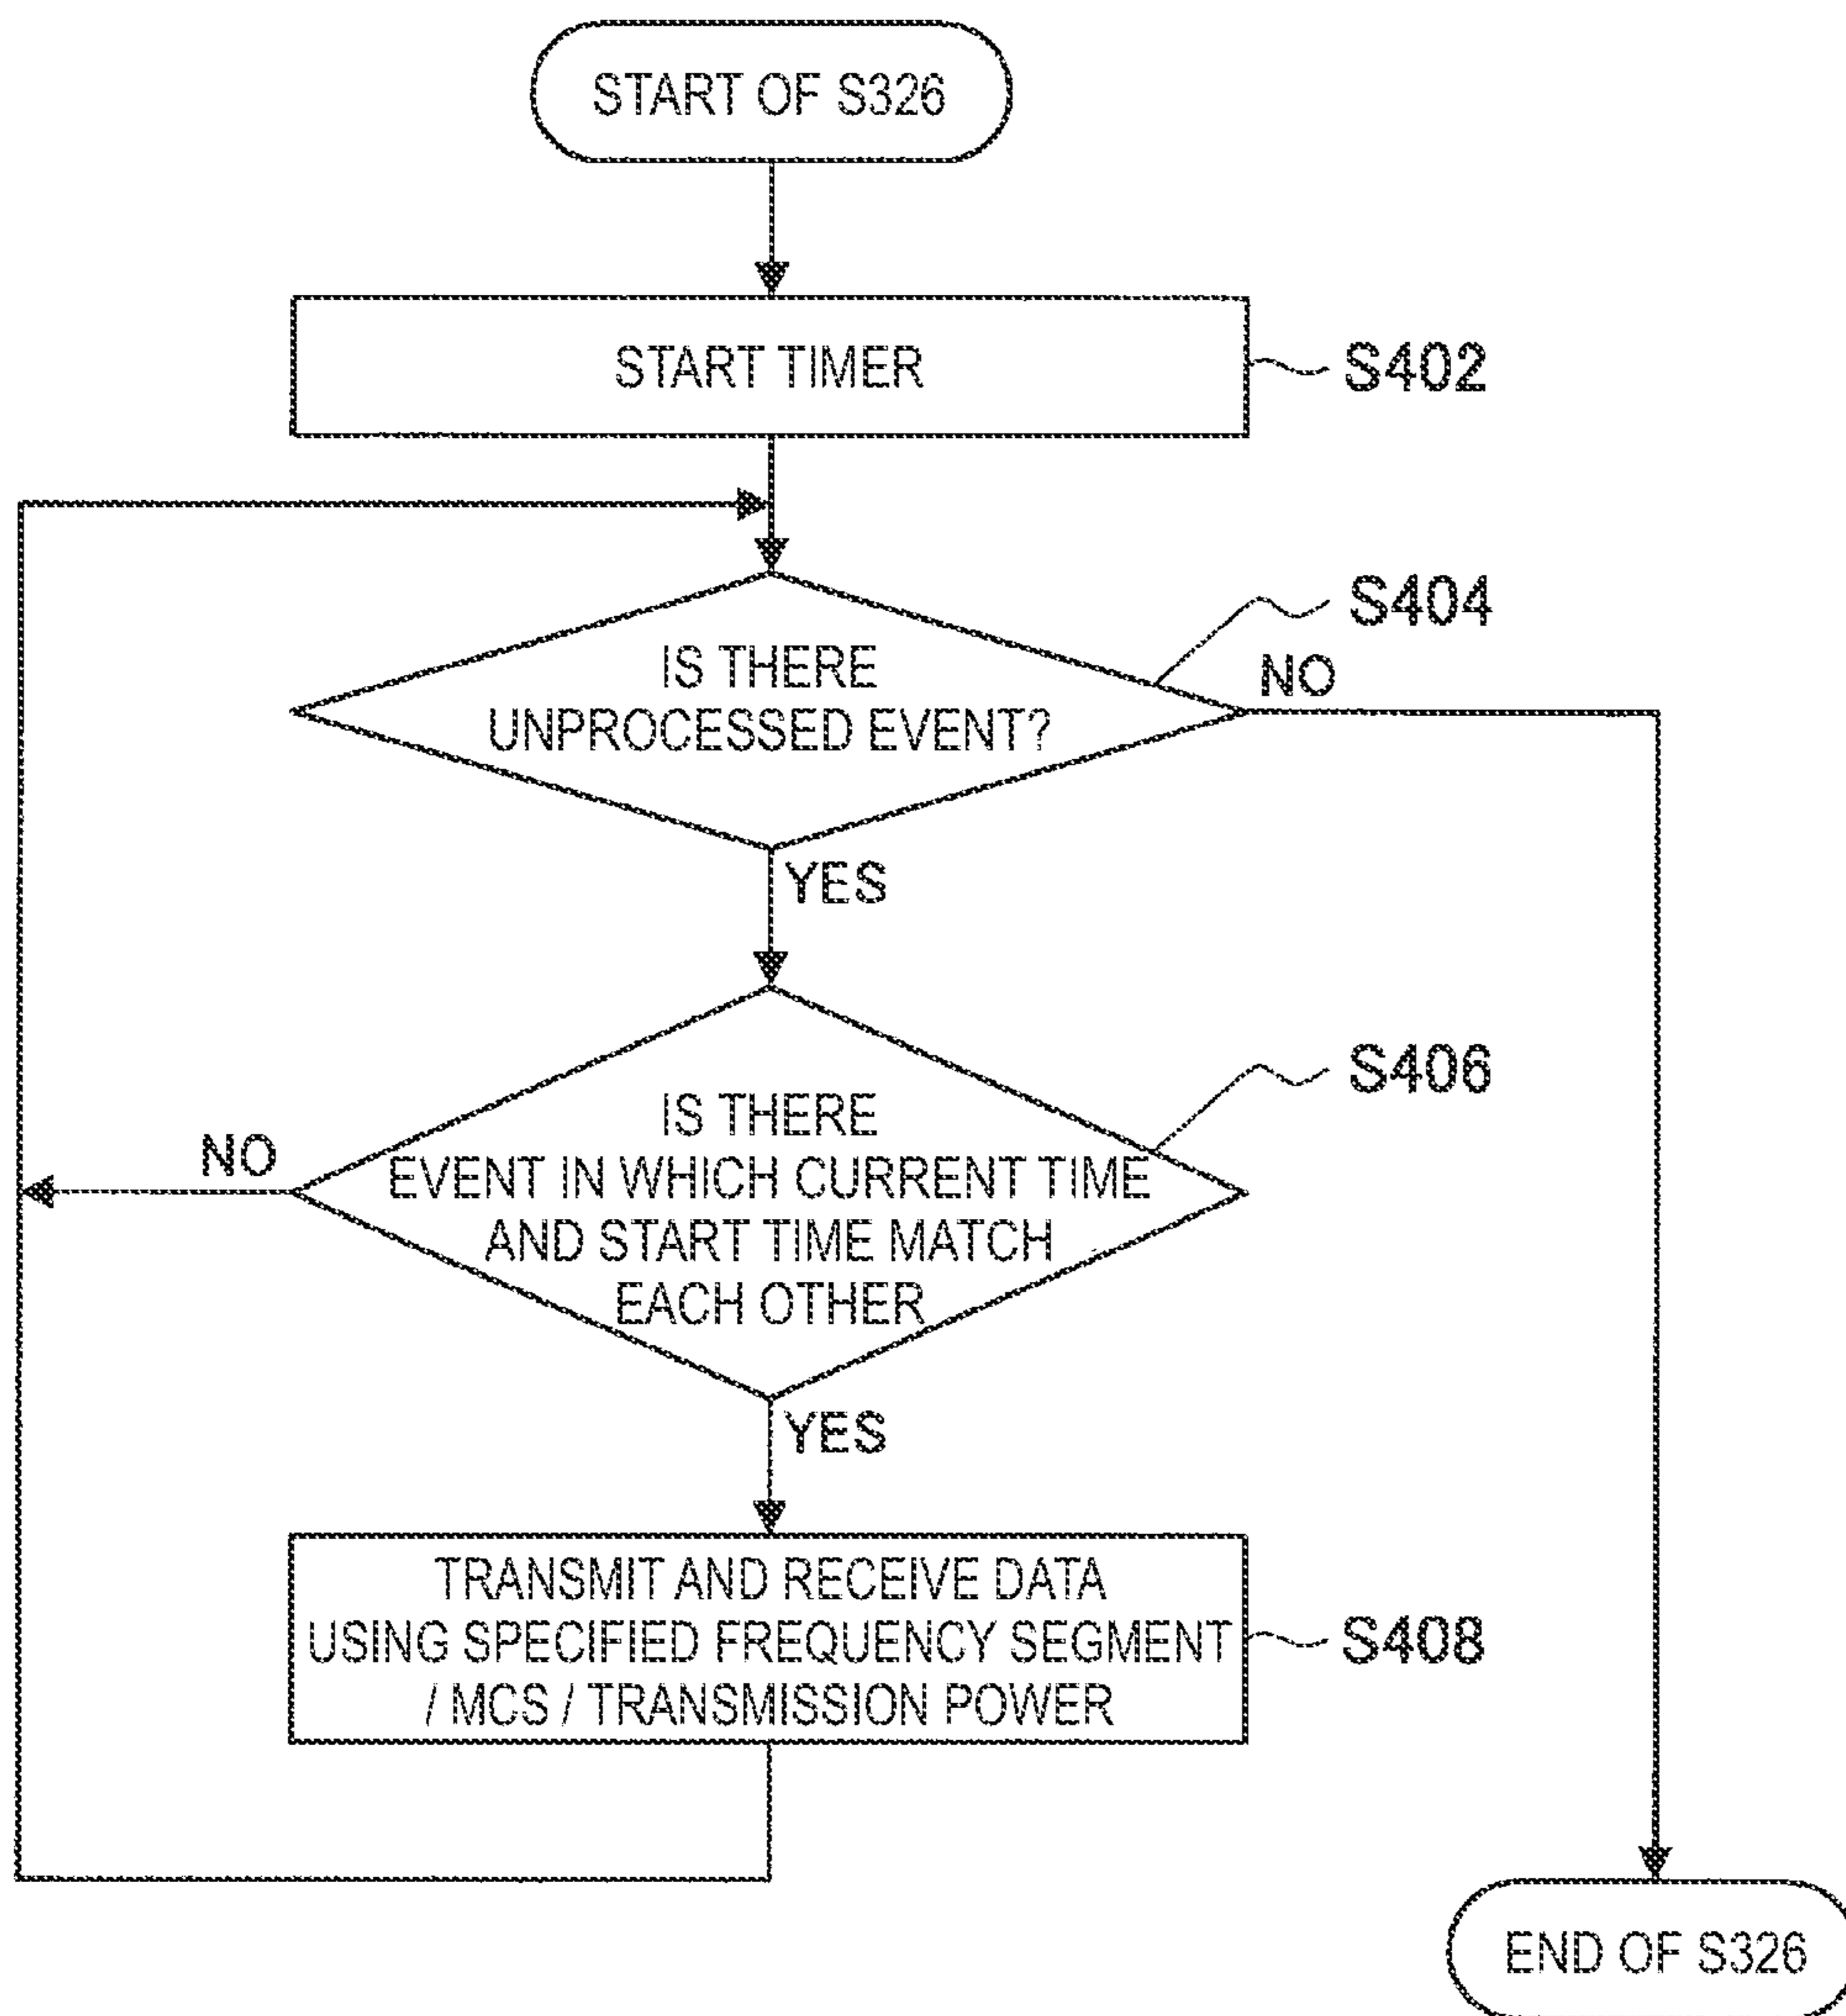 START OF S326
START TIMER
S402
S404
IS THERE
UNPROCESSED EVENT?
NO
YES
S406
IS THERE
EVENT IN WHICH CURRENT TIME
AND START TIME MATCH
EACH OTHER
NO
YES
TRANSMIT AND RECEIVE DATA
USING SPECIFIED FREQUENCY SEGMENT
/ MCS / TRANSMISSION POWER
S408
END OF S326